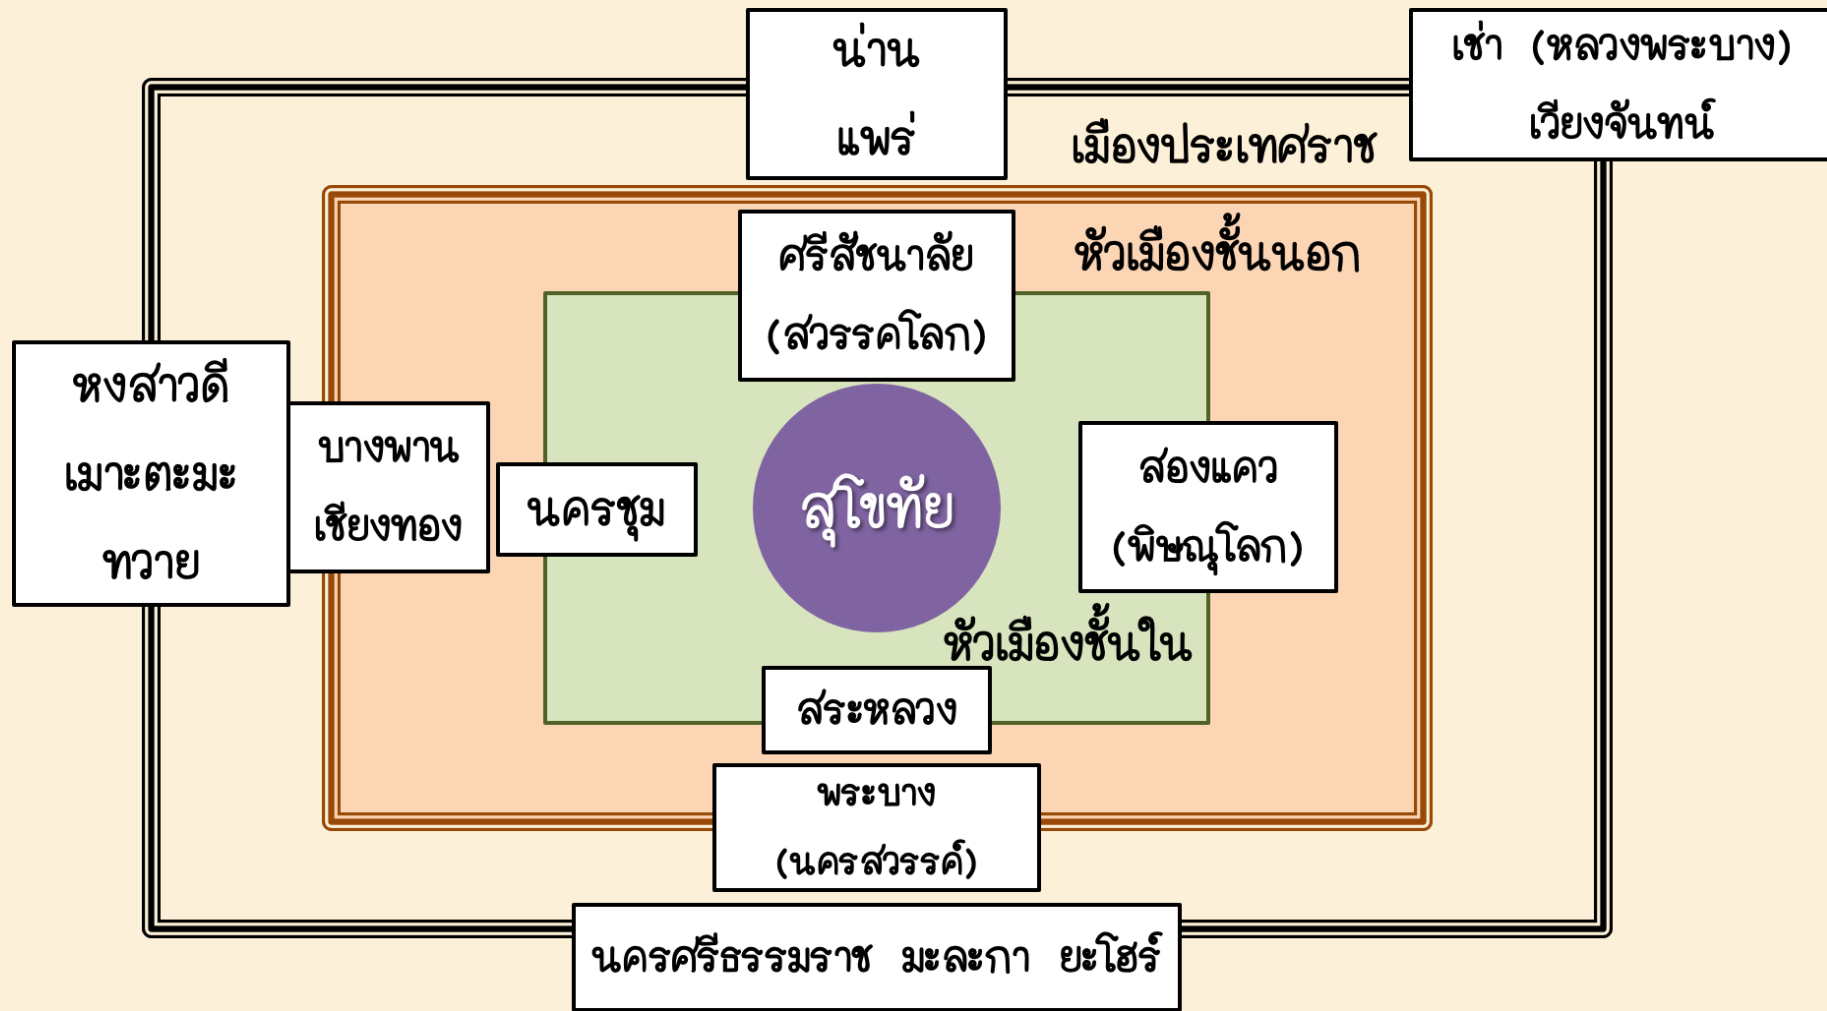 น่าน
แพร่
เซ่า (หลวงพระบาง)
เวียงจันทน์
เมืองประเทศราช
ศรีสัชนาลัย
(สวรรคโลก)
หัวเมืองชั้นนอก
หงสาวดี
เมาะตะมะ
ทวาย
บางพาน
เชียงทอง
นครชุม
สุโขทัย
สองแคว
(พิษณุโลก)
หัวเมืองชั้นใน
สระหลวง
พระบาง
(นครสวรรค์)
นครศรีธรรมราช มะละกา ยะโฮร์